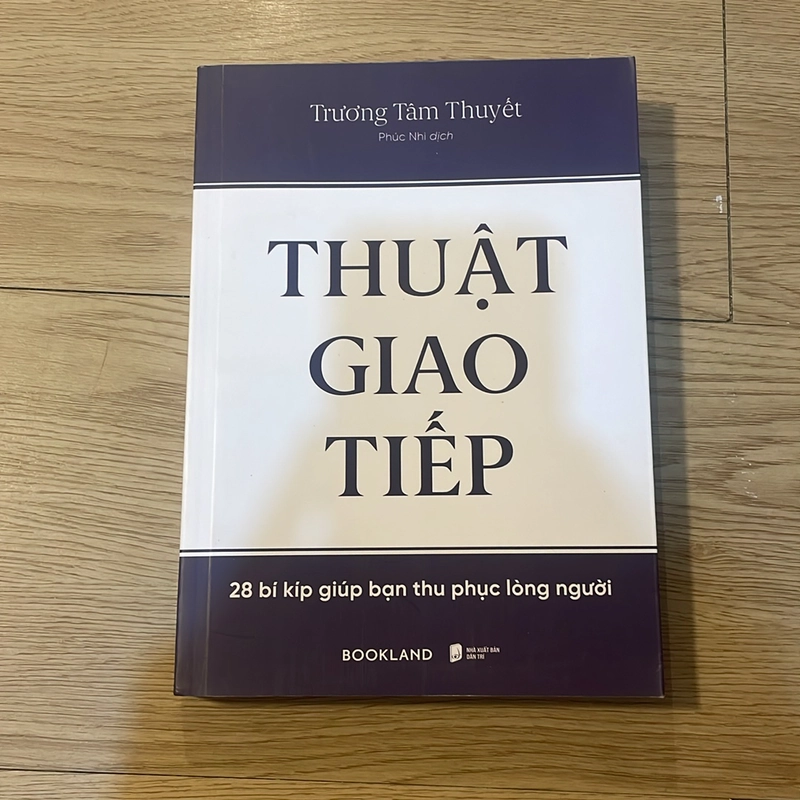 Trương Tâm Thuyết
Phúc Nhi dịch
THUẬT
GIAO
TIẾP
28 bí kíp giúp bạn thu phục lòng người
BOOKLAND
NHÀ XUẤT BẢN
DÂN TRÍ